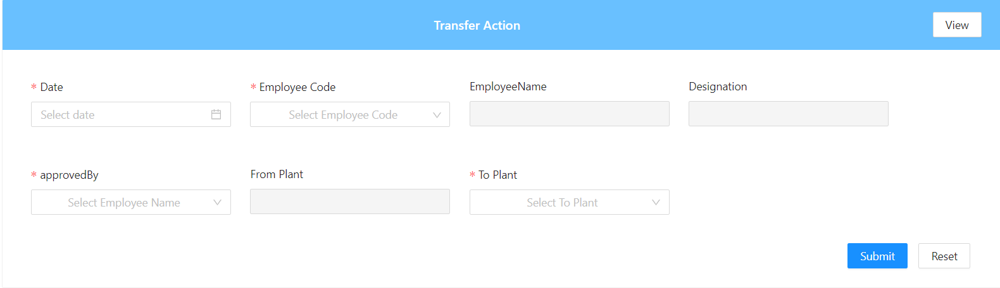 Transfer Action
View
* Date
* Employee Code
EmployeeName
Designation
Select date
Select Employee Code
* approvedBy
From Plant
* To Plant
Select Employee Name
Select To Plant
Submit
Reset